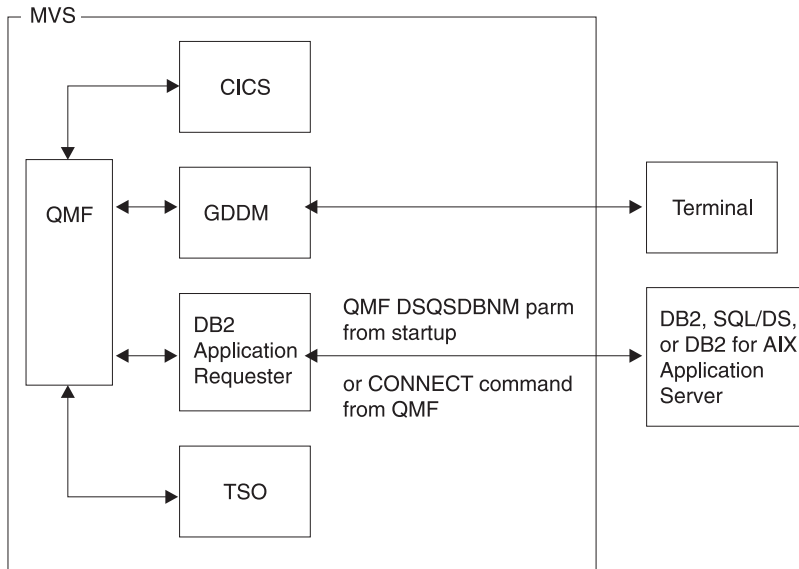 MVS
CICS
QMF
GDDM
Terminal
DB2
Application
Requester
QMF DSQSDBNM parm
from startup
or CONNECT command
from QMF
DB2, SQL/DS,
or DB2 for AIX
Application
Server
TSO